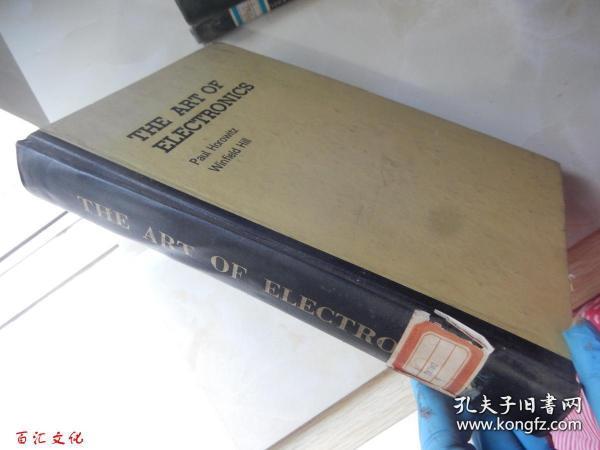 THE ART OF
ELECTRONICS
Paul Horowitz
Winfield Hill
THE ART OF ELECTRO
百汇文化
孔夫子旧书网
www.kongfz.com